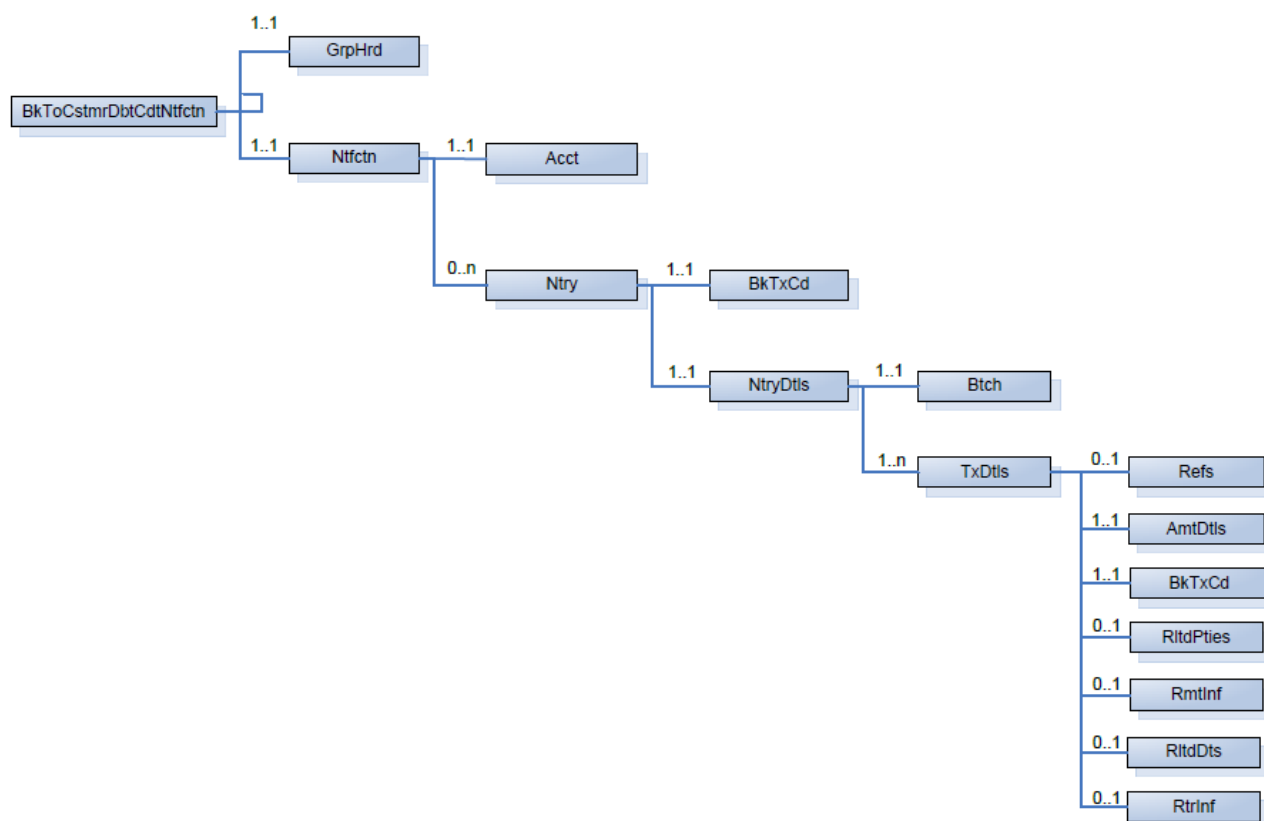 1..1
GrpHrd
BkToCstmrDbtCdtNtfctn
1..1
Ntfctn
1..1
Acct
0..n
Ntry
1..1
BkTxCd
1..1
NtryDtls
1..1
Btch
1..n
TxDtls
0..1
Refs
1..1
AmtDtls
1..1
BkTxCd
0..1
RltdPties
0..1
RmtInf
0..1
RltdDts
0..1
RtrInf